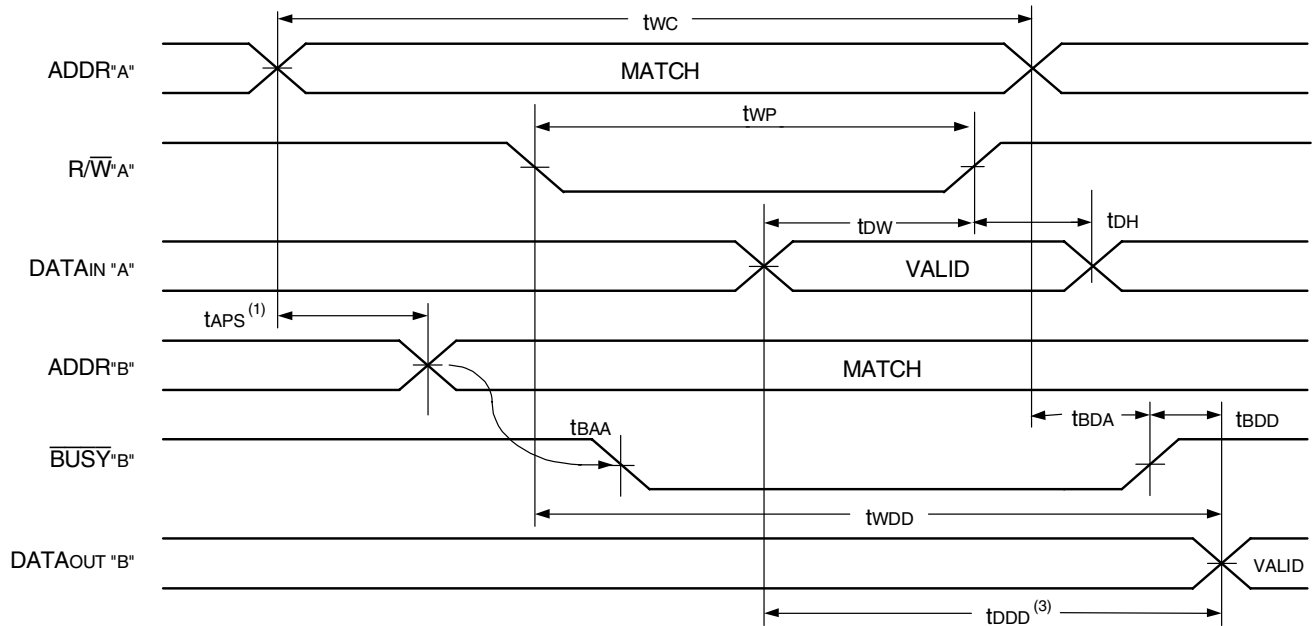 tWC
ADDR"A"
MATCH
tWP
R/W̅"A"
tDW
tDH
DATAIN "A"
VALID
tAPS (1)
ADDR"B"
MATCH
tBAA
tBDA
tBDD
B̅U̅S̅Y̅"B"
tWDD
DATAOUT "B"
VALID
tDDD (3)